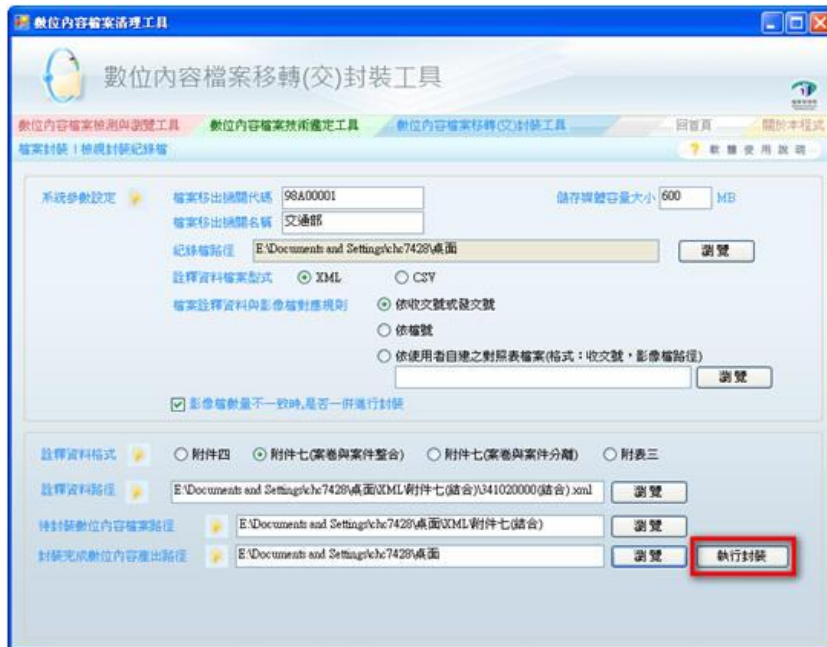 數位內容檔案清理工具
數位內容檔案移轉(交)封裝工具
數位內容檔案檢測與瀏覽工具 數位內容檔案技術鑑定工具 數位內容檔案移轉(交)封裝工具 回首頁 關於本程式
檔案封裝 | 檢視封裝紀錄檔 ? 軟體使用說明
系統參數設定 檔案移出機關代碼 98A00001 儲存媒體容量大小 600 MB
檔案移出機關名稱 交通部
紀錄檔路徑 E:\Documents and Settings\chc7428\桌面 瀏覽
詮釋資料檔案型式 XML CSV
檔案詮釋資料與影像檔對應規則 依收文號或發文號
依檔號
依使用者自建之對照表檔案(格式：收文號，影像檔路徑)
瀏覽
影像檔數量不一致時,是否一併進行封裝
詮釋資料格式 附件四 附件七(案卷與案件整合) 附件七(案卷與案件分離) 附表三
詮釋資料路徑 E:\Documents and Settings\chc7428\桌面\XML\附件七(結合)\341020000(結合).xml 瀏覽
待封裝數位內容檔案路徑 E:\Documents and Settings\chc7428\桌面\XML\附件七(結合) 瀏覽
封裝完成數位內容產出路徑 E:\Documents and Settings\chc7428\桌面 瀏覽 執行封裝